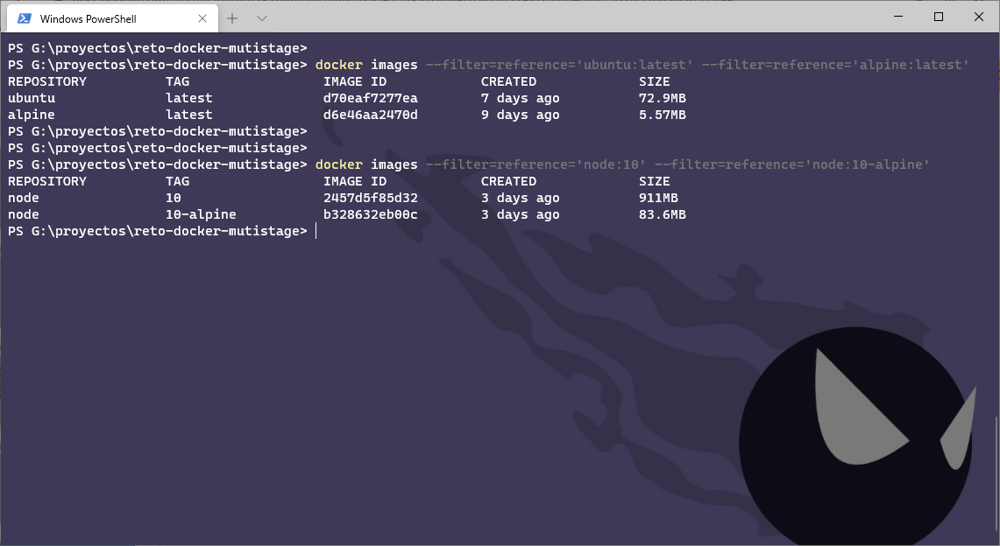 Windows PowerShell
PS G:\proyectos\reto-docker-mutistage>
PS G:\proyectos\reto-docker-mutistage> docker images --filter=reference='ubuntu:latest' --filter=reference='alpine:latest'
REPOSITORY TAG IMAGE ID CREATED SIZE
ubuntu latest d70eaf7277ea 7 days ago 72.9MB
alpine latest d6e46aa2470d 9 days ago 5.57MB
PS G:\proyectos\reto-docker-mutistage>
PS G:\proyectos\reto-docker-mutistage>
PS G:\proyectos\reto-docker-mutistage> docker images --filter=reference='node:10' --filter=reference='node:10-alpine'
REPOSITORY TAG IMAGE ID CREATED SIZE
node 10 2457d5f85d32 3 days ago 911MB
node 10-alpine b328632eb00c 3 days ago 83.6MB
PS G:\proyectos\reto-docker-mutistage>